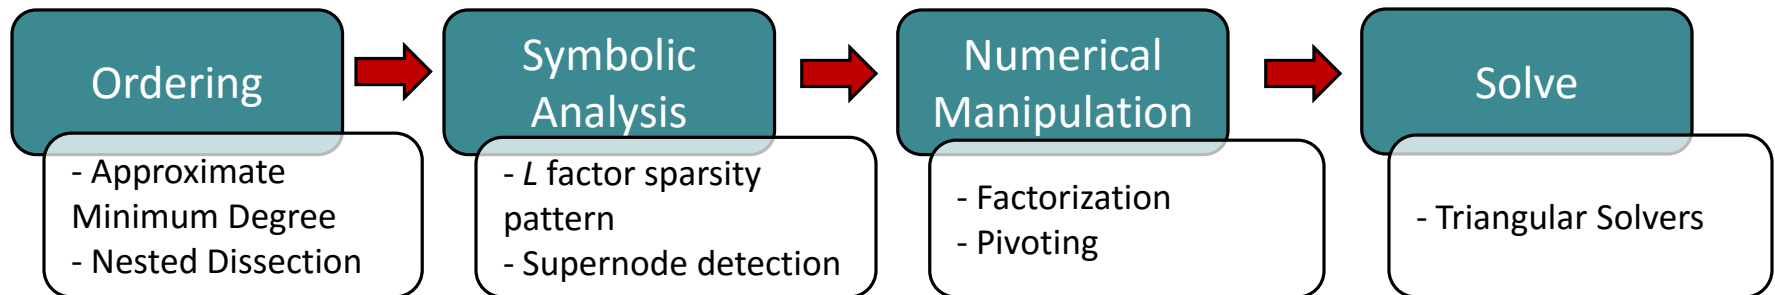 Ordering
- Approximate
Minimum Degree
- Nested Dissection
Symbolic
Analysis
- L factor sparsity
pattern
- Supernode detection
Numerical
Manipulation
- Factorization
- Pivoting
Solve
- Triangular Solvers